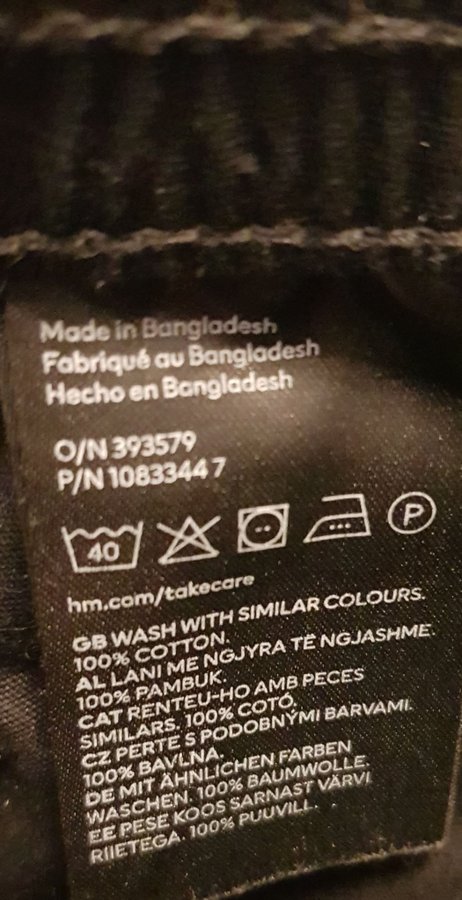 Made in Bangladesh
Fabriqué au Bangladesh
Hecho en Bangladesh
O/N 393579
P/N 10833447
40 P
hm.com/takecare
GB WASH WITH SIMILAR COLOURS.
100% COTTON.
AL LANI ME NGJYRA TË NGJASHME.
100% PAMBUK.
CAT RENTEU-HO AMB PECES
SIMILARS. 100% COTÓ.
CZ PERTE S PODOBNÝMI BARVAMI.
100% BAVLNA.
DE MIT ÄHNLICHEN FARBEN
WASCHEN. 100% BAUMWOLLE.
EE PESE KOOS SARNAST VÄRVI
RIIETEGA. 100% PUUVILL.